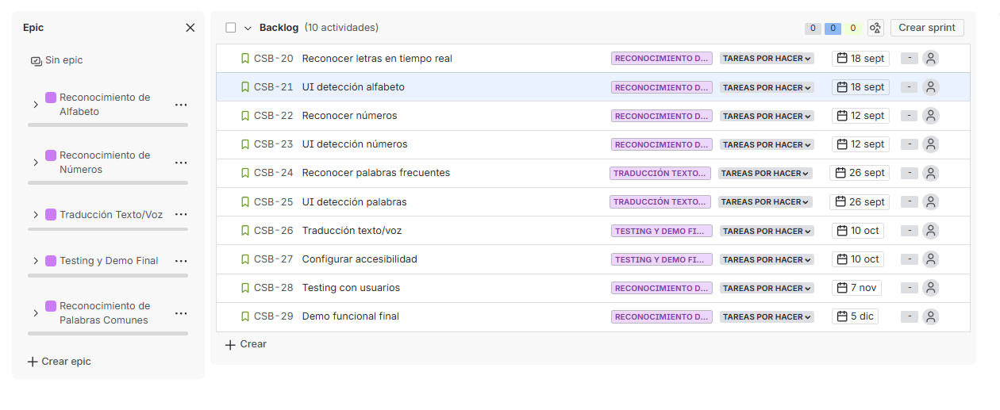 Epic
Sin epic
Reconocimiento de
Alfabeto
Reconocimiento de
Números
Traducción Texto/Voz
Testing y Demo Final
Reconocimiento de
Palabras Comunes
Crear epic
Backlog (10 actividades) 0 0 0 Crear sprint
CSB-20 Reconocer letras en tiempo real RECONOCIMIENTO D... TAREAS POR HACER 18 sept -
CSB-21 UI detección alfabeto RECONOCIMIENTO D... TAREAS POR HACER 18 sept -
CSB-22 Reconocer números RECONOCIMIENTO D... TAREAS POR HACER 12 sept -
CSB-23 UI detección números RECONOCIMIENTO D... TAREAS POR HACER 12 sept -
CSB-24 Reconocer palabras frecuentes TRADUCCIÓN TEXTO... TAREAS POR HACER 26 sept -
CSB-25 UI detección palabras TRADUCCIÓN TEXTO... TAREAS POR HACER 26 sept -
CSB-26 Traducción texto/voz TESTING Y DEMO FI... TAREAS POR HACER 10 oct -
CSB-27 Configurar accesibilidad TESTING Y DEMO FI... TAREAS POR HACER 10 oct -
CSB-28 Testing con usuarios RECONOCIMIENTO D... TAREAS POR HACER 7 nov -
CSB-29 Demo funcional final RECONOCIMIENTO D... TAREAS POR HACER 5 dic -
Crear